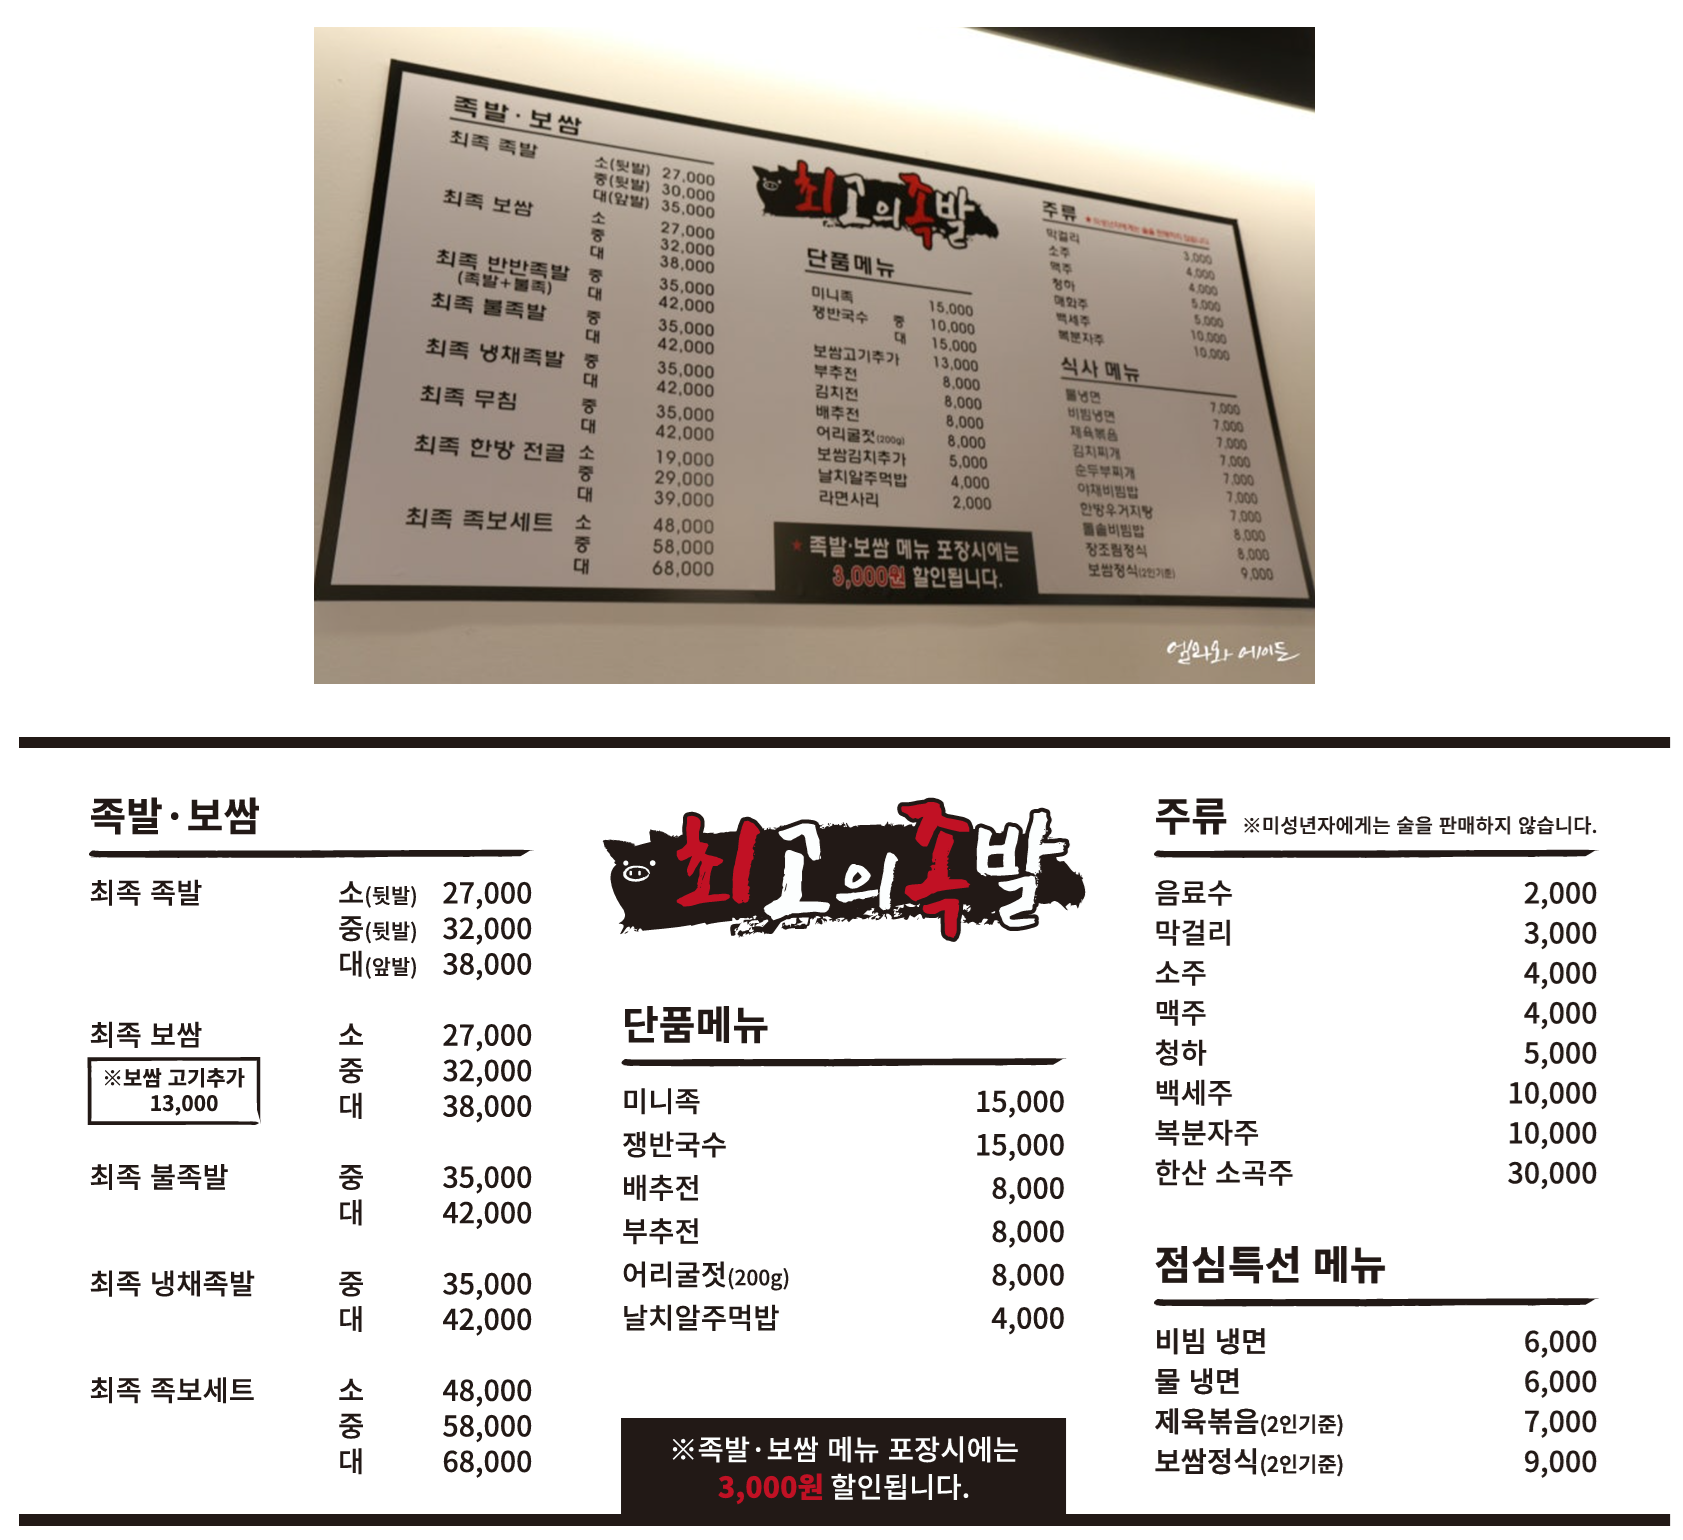 족발·보쌈
최족 족발
소(뒷발) 27,000
중(뒷발) 30,000
대(앞발) 35,000
최족 보쌈
소 27,000
중 32,000
대 38,000
최족 반반족발
(족발+불족)
중 35,000
대 42,000
최족 불족발
중 35,000
대 42,000
최족 냉채족발
중 35,000
대 42,000
최족 무침
중 35,000
대 42,000
최족 한방 전골
소 19,000
중 29,000
대 39,000
최족 족보세트
소 48,000
중 58,000
대 68,000
최고의족발
단품메뉴
미니족 15,000
쟁반국수 중 10,000
대 15,000
보쌈고기추가 13,000
부추전 8,000
김치전 8,000
배추전 8,000
어리굴젓(200g) 8,000
보쌈김치추가 5,000
날치알주먹밥 4,000
라면사리 2,000
★ 족발·보쌈 메뉴 포장시에는
3,000원 할인됩니다.
주류 ★미성년자에게는 술을 판매하지 않습니다.
막걸리 3,000
소주 4,000
맥주 4,000
청하 5,000
매화주 5,000
백세주 10,000
복분자주 10,000
식사 메뉴
물냉면 7,000
비빔냉면 7,000
제육볶음 7,000
김치찌개 7,000
순두부찌개 7,000
야채비빔밥 7,000
한방우거지탕 7,000
돌솥비빔밥 8,000
장조림정식 8,000
보쌈정식(2인기준) 9,000
엘화와 에이든
족발·보쌈
최족 족발 소(뒷발) 27,000
중(뒷발) 32,000
대(앞발) 38,000
최족 보쌈 소 27,000
※보쌈 고기추가
13,000
중 32,000
대 38,000
최족 불족발 중 35,000
대 42,000
최족 냉채족발 중 35,000
대 42,000
최족 족보세트 소 48,000
중 58,000
대 68,000
최고의족발
단품메뉴
미니족 15,000
쟁반국수 15,000
배추전 8,000
부추전 8,000
어리굴젓(200g) 8,000
날치알주먹밥 4,000
※족발·보쌈 메뉴 포장시에는
3,000원 할인됩니다.
주류 ※미성년자에게는 술을 판매하지 않습니다.
음료수 2,000
막걸리 3,000
소주 4,000
맥주 4,000
청하 5,000
백세주 10,000
복분자주 10,000
한산 소곡주 30,000
점심특선 메뉴
비빔 냉면 6,000
물 냉면 6,000
제육볶음(2인기준) 7,000
보쌈정식(2인기준) 9,000